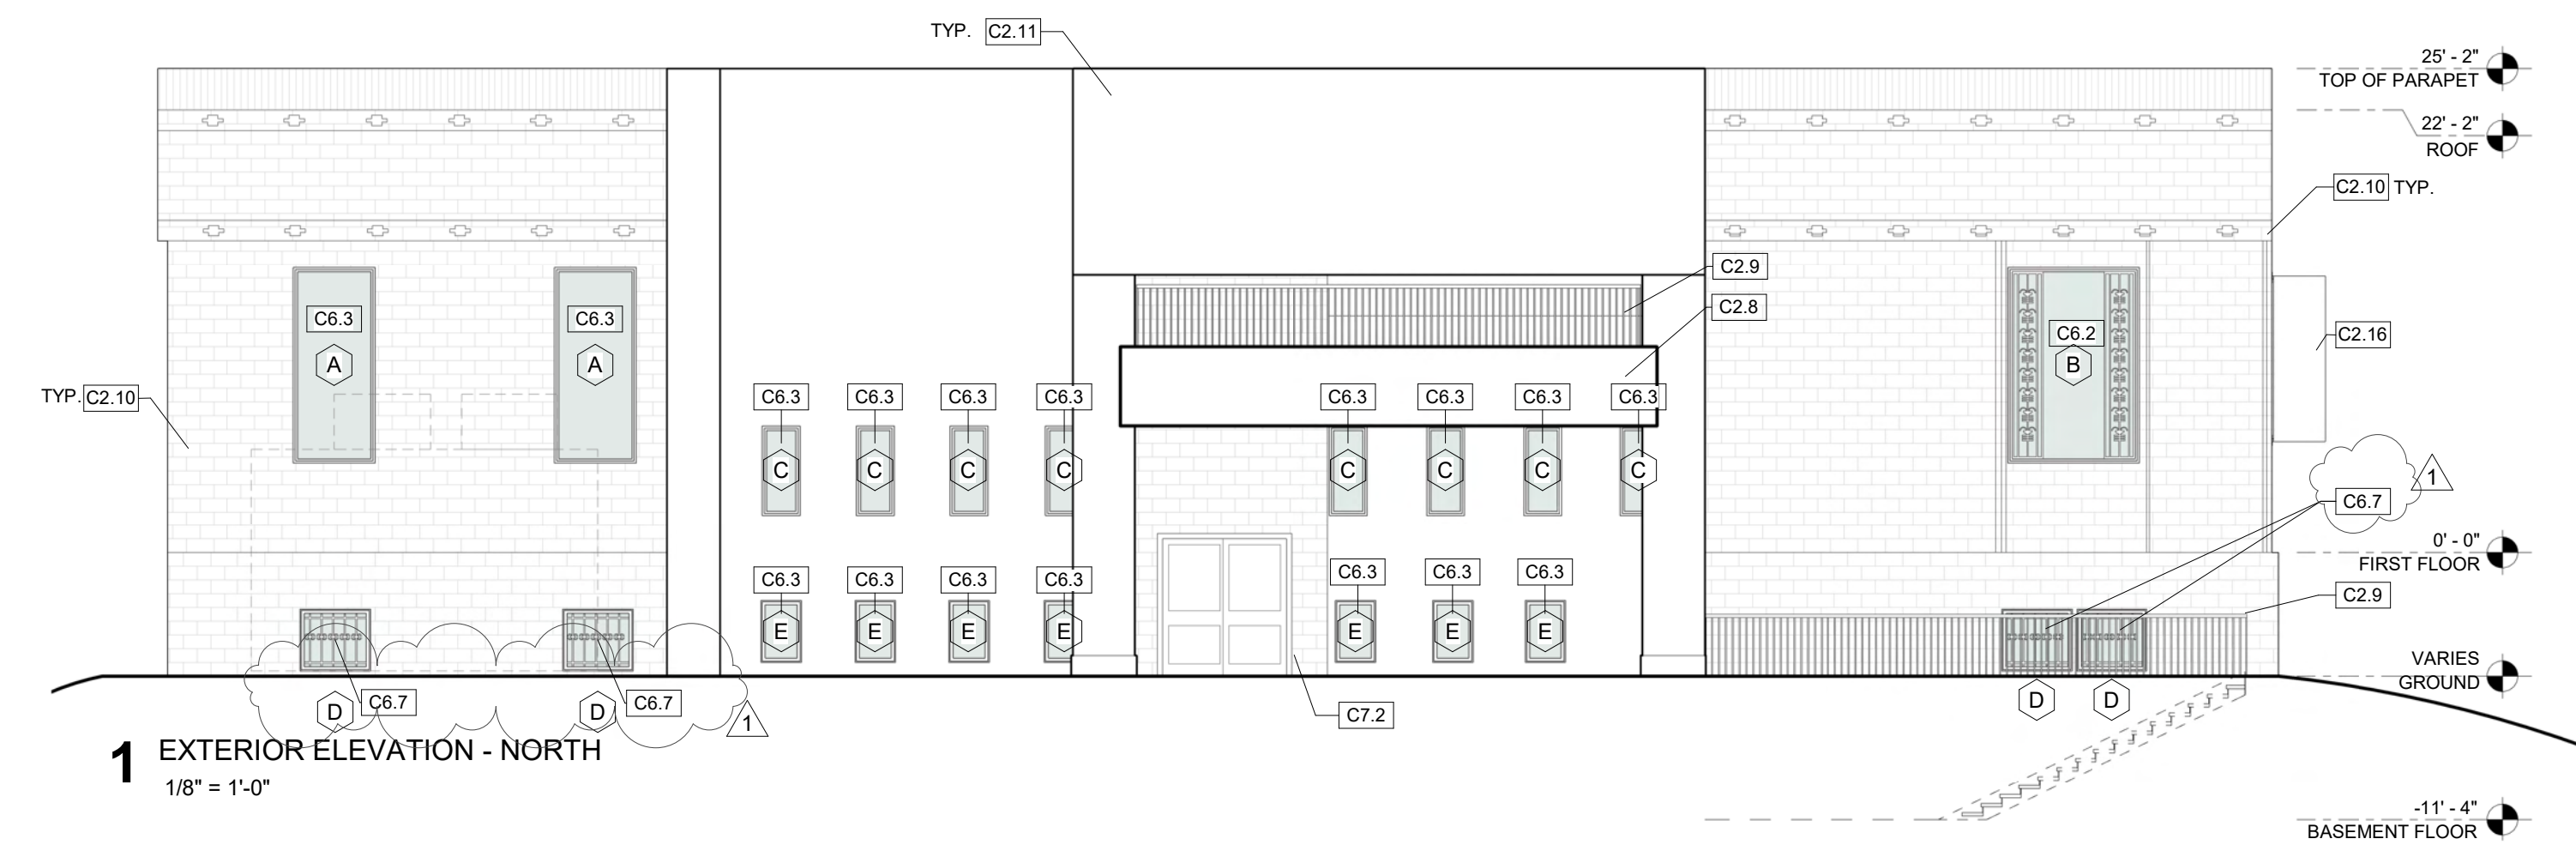 TYP. C2.11
25' - 2"
TOP OF PARAPET
22' - 2"
ROOF
C2.10 TYP.
C2.9
C2.8
C6.3 C6.3 C6.2
A A B
C2.16
TYP. C2.10
C6.3 C6.3 C6.3 C6.3 C6.3 C6.3 C6.3 C6.3
C C C C C C C C
1
C6.7
0' - 0"
FIRST FLOOR
C6.3 C6.3 C6.3 C6.3 C6.3 C6.3 C6.3
C2.9
E E E E E E E
VARIES
GROUND
D C6.7 D C6.7 D D
1
C7.2
1 EXTERIOR ELEVATION - NORTH
1/8" = 1'-0"
-11' - 4"
BASEMENT FLOOR